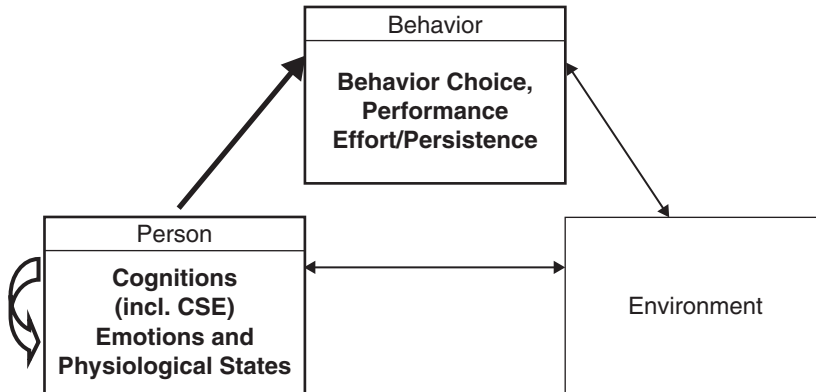 Behavior
Behavior Choice,
Performance
Effort/Persistence
Person
Cognitions
(incl. CSE)
Emotions and
Physiological States
Environment